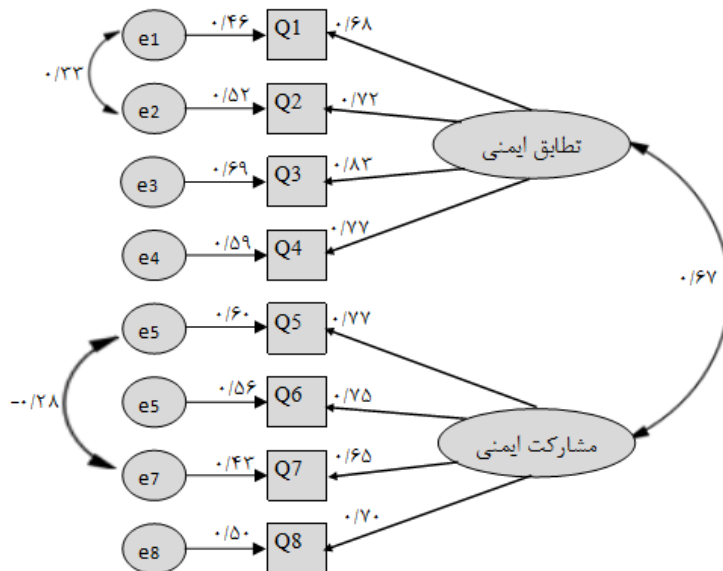 e1 ۰/۴۶ Q1 ۰/۶۸
۰/۳۳
e2 ۰/۵۲ Q2 ۰/۷۲
تطابق ایمنی
e3 ۰/۶۹ Q3 ۰/۸۳
e4 ۰/۵۹ Q4 ۰/۷۷
۰/۶۷
e5 ۰/۶۰ Q5 ۰/۷۷
-۰/۲۸
e5 ۰/۵۶ Q6 ۰/۷۵
مشارکت ایمنی
e7 ۰/۴۳ Q7 ۰/۶۵
e8 ۰/۵۰ Q8 ۰/۷۰